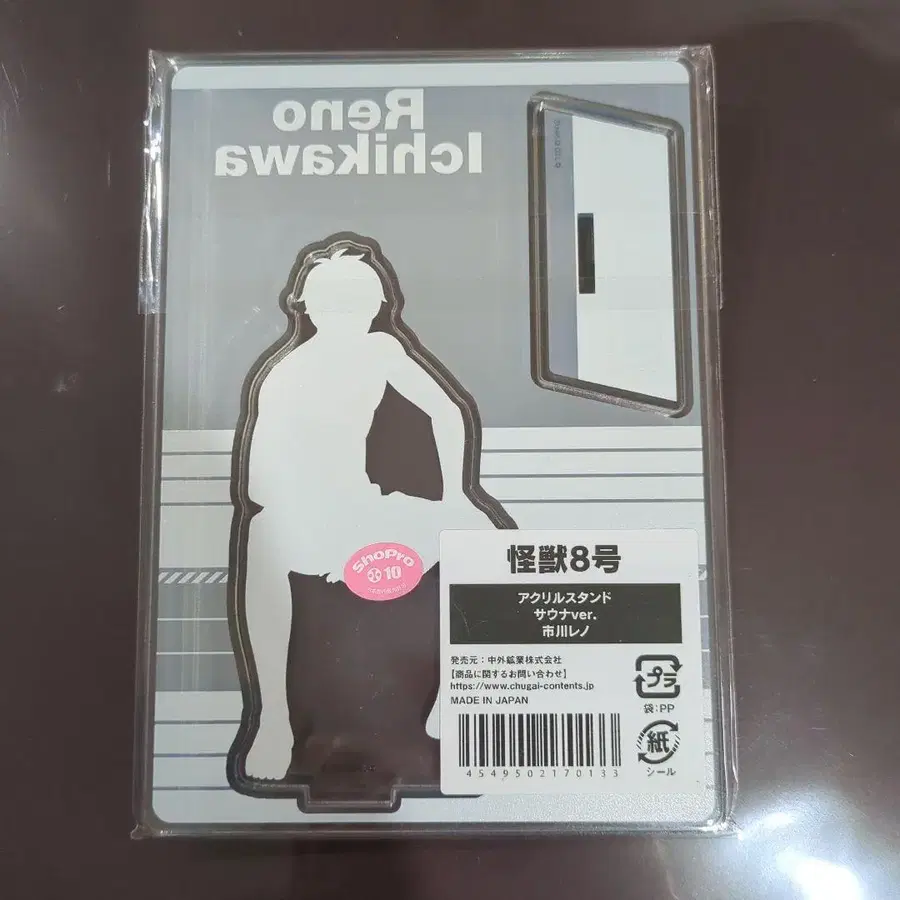 Reno
Ichikawa
ShoPro
10
怪獣8号
アクリルスタンド
サウナver.
市川レノ
発売元：中外鉱業株式会社
【商品に関するお問い合わせ】
https://www.chugai-contents.jp
MADE IN JAPAN
プラ
袋:PP
紙
シール
4549502170133